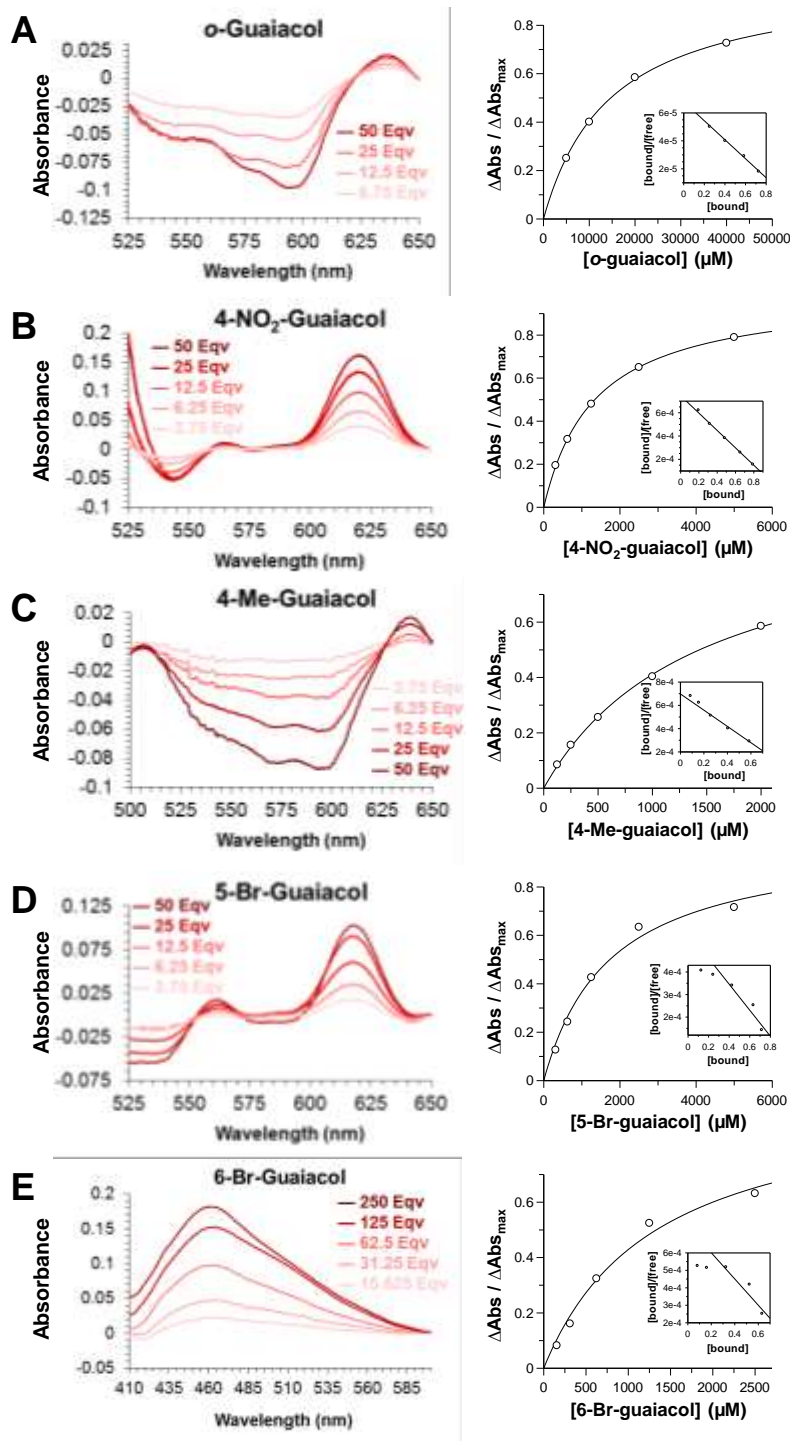 A
o-Guaiacol
Absorbance
0.025
0
-0.025
-0.05
-0.075
-0.1
-0.125
50 Eqv
25 Eqv
12.5 Eqv
525 550 575 600 625 650
Wavelength (nm)
ΔAbs / ΔAbsmax
0.8
0.6
0.4
0.2
0
[bound]/[free]
6e-5
4e-5
2e-5
0 0.2 0.4 0.6 0.8
[bound]
0 10000 20000 30000 40000 50000
[o-guaiacol] (µM)
B
4-NO2-Guaiacol
Absorbance
0.2
0.15
0.1
0.05
0
-0.05
-0.1
50 Eqv
25 Eqv
12.5 Eqv
6.25 Eqv
3.75 Eqv
525 550 575 600 625 650
Wavelength (nm)
ΔAbs / ΔAbsmax
0.8
0.6
0.4
0.2
0
[bound]/[free]
6e-4
4e-4
2e-4
0 0.2 0.4 0.6 0.8
[bound]
0 2000 4000 6000
[4-NO2-guaiacol] (µM)
C
4-Me-Guaiacol
Absorbance
0.02
0
-0.02
-0.04
-0.06
-0.08
-0.1
3.75 Eqv
6.25 Eqv
12.5 Eqv
25 Eqv
50 Eqv
500 525 550 575 600 625 650
Wavelength (nm)
ΔAbs / ΔAbsmax
0.6
0.4
0.2
0
[bound]/[free]
8e-4
6e-4
4e-4
2e-4
0 0.2 0.4 0.6
[bound]
0 500 1000 1500 2000
[4-Me-guaiacol] (µM)
D
5-Br-Guaiacol
Absorbance
0.125
0.075
0.025
-0.025
-0.075
50 Eqv
25 Eqv
12.5 Eqv
6.25 Eqv
3.75 Eqv
525 550 575 600 625 650
Wavelength (nm)
ΔAbs / ΔAbsmax
0.8
0.6
0.4
0.2
0
[bound]/[free]
4e-4
3e-4
2e-4
0 0.2 0.4 0.6 0.8
[bound]
0 2000 4000 6000
[5-Br-guaiacol] (µM)
E
6-Br-Guaiacol
Absorbance
0.2
0.15
0.1
0.05
0
-0.05
250 Eqv
125 Eqv
62.5 Eqv
31.25 Eqv
15.625 Eqv
410 435 460 485 510 535 560 585
Wavelength (nm)
ΔAbs / ΔAbsmax
0.6
0.4
0.2
0
[bound]/[free]
6e-4
5e-4
4e-4
3e-4
2e-4
0 0.2 0.4 0.6
[bound]
0 500 1000 1500 2000 2500
[6-Br-guaiacol] (µM)